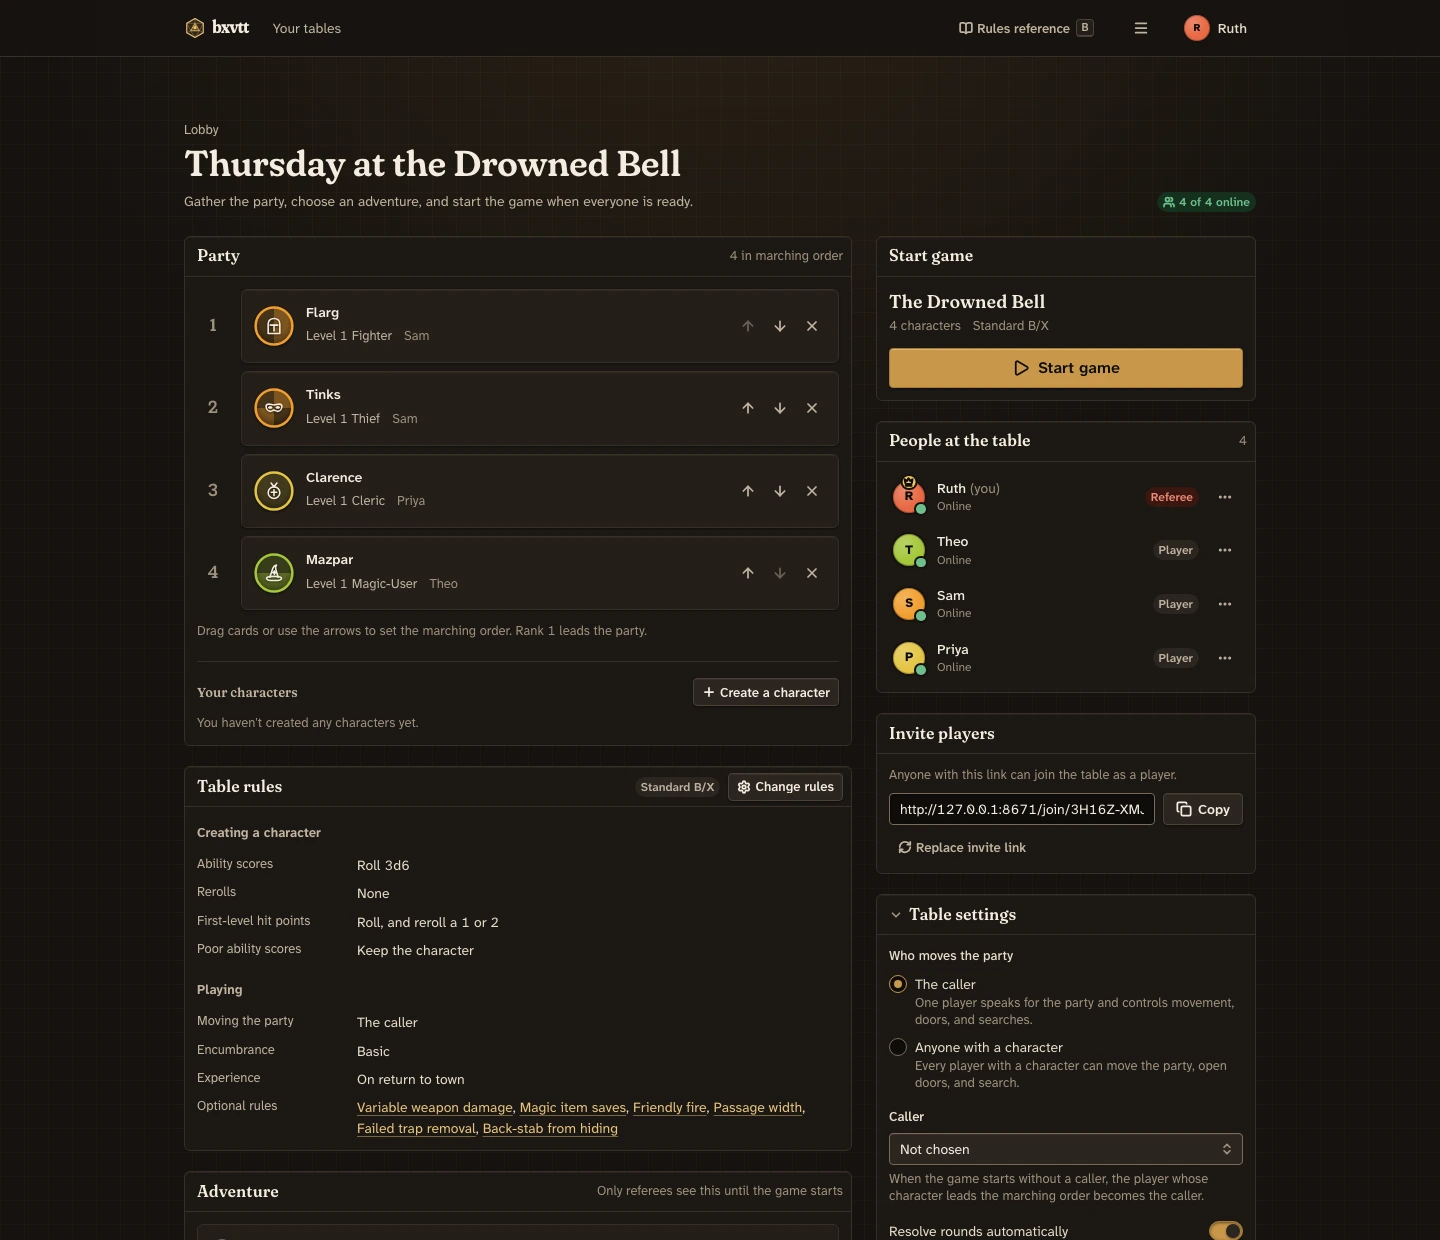 bxvtt
Your tables
Rules reference B
R Ruth
Lobby
Thursday at the Drowned Bell
Gather the party, choose an adventure, and start the game when everyone is ready.
4 of 4 online
Party
4 in marching order
1
Flarg
Level 1 Fighter Sam
2
Tinks
Level 1 Thief Sam
3
Clarence
Level 1 Cleric Priya
4
Mazpar
Level 1 Magic-User Theo
Drag cards or use the arrows to set the marching order. Rank 1 leads the party.
Your characters
Create a character
You haven't created any characters yet.
Table rules
Standard B/X
Change rules
Creating a character
Ability scores Roll 3d6
Rerolls None
First-level hit points Roll, and reroll a 1 or 2
Poor ability scores Keep the character
Playing
Moving the party The caller
Encumbrance Basic
Experience On return to town
Optional rules Variable weapon damage, Magic item saves, Friendly fire, Passage width,
Failed trap removal, Back-stab from hiding
Adventure
Only referees see this until the game starts
Start game
The Drowned Bell
4 characters Standard B/X
Start game
People at the table
4
R
Ruth (you)
Online
Referee
T
Theo
Online
Player
S
Sam
Online
Player
P
Priya
Online
Player
Invite players
Anyone with this link can join the table as a player.
http://127.0.0.1:8671/join/3H16Z-XM
Copy
Replace invite link
Table settings
Who moves the party
The caller
One player speaks for the party and controls movement,
doors, and searches.
Anyone with a character
Every player with a character can move the party, open
doors, and search.
Caller
Not chosen
When the game starts without a caller, the player whose
character leads the marching order becomes the caller.
Resolve rounds automatically